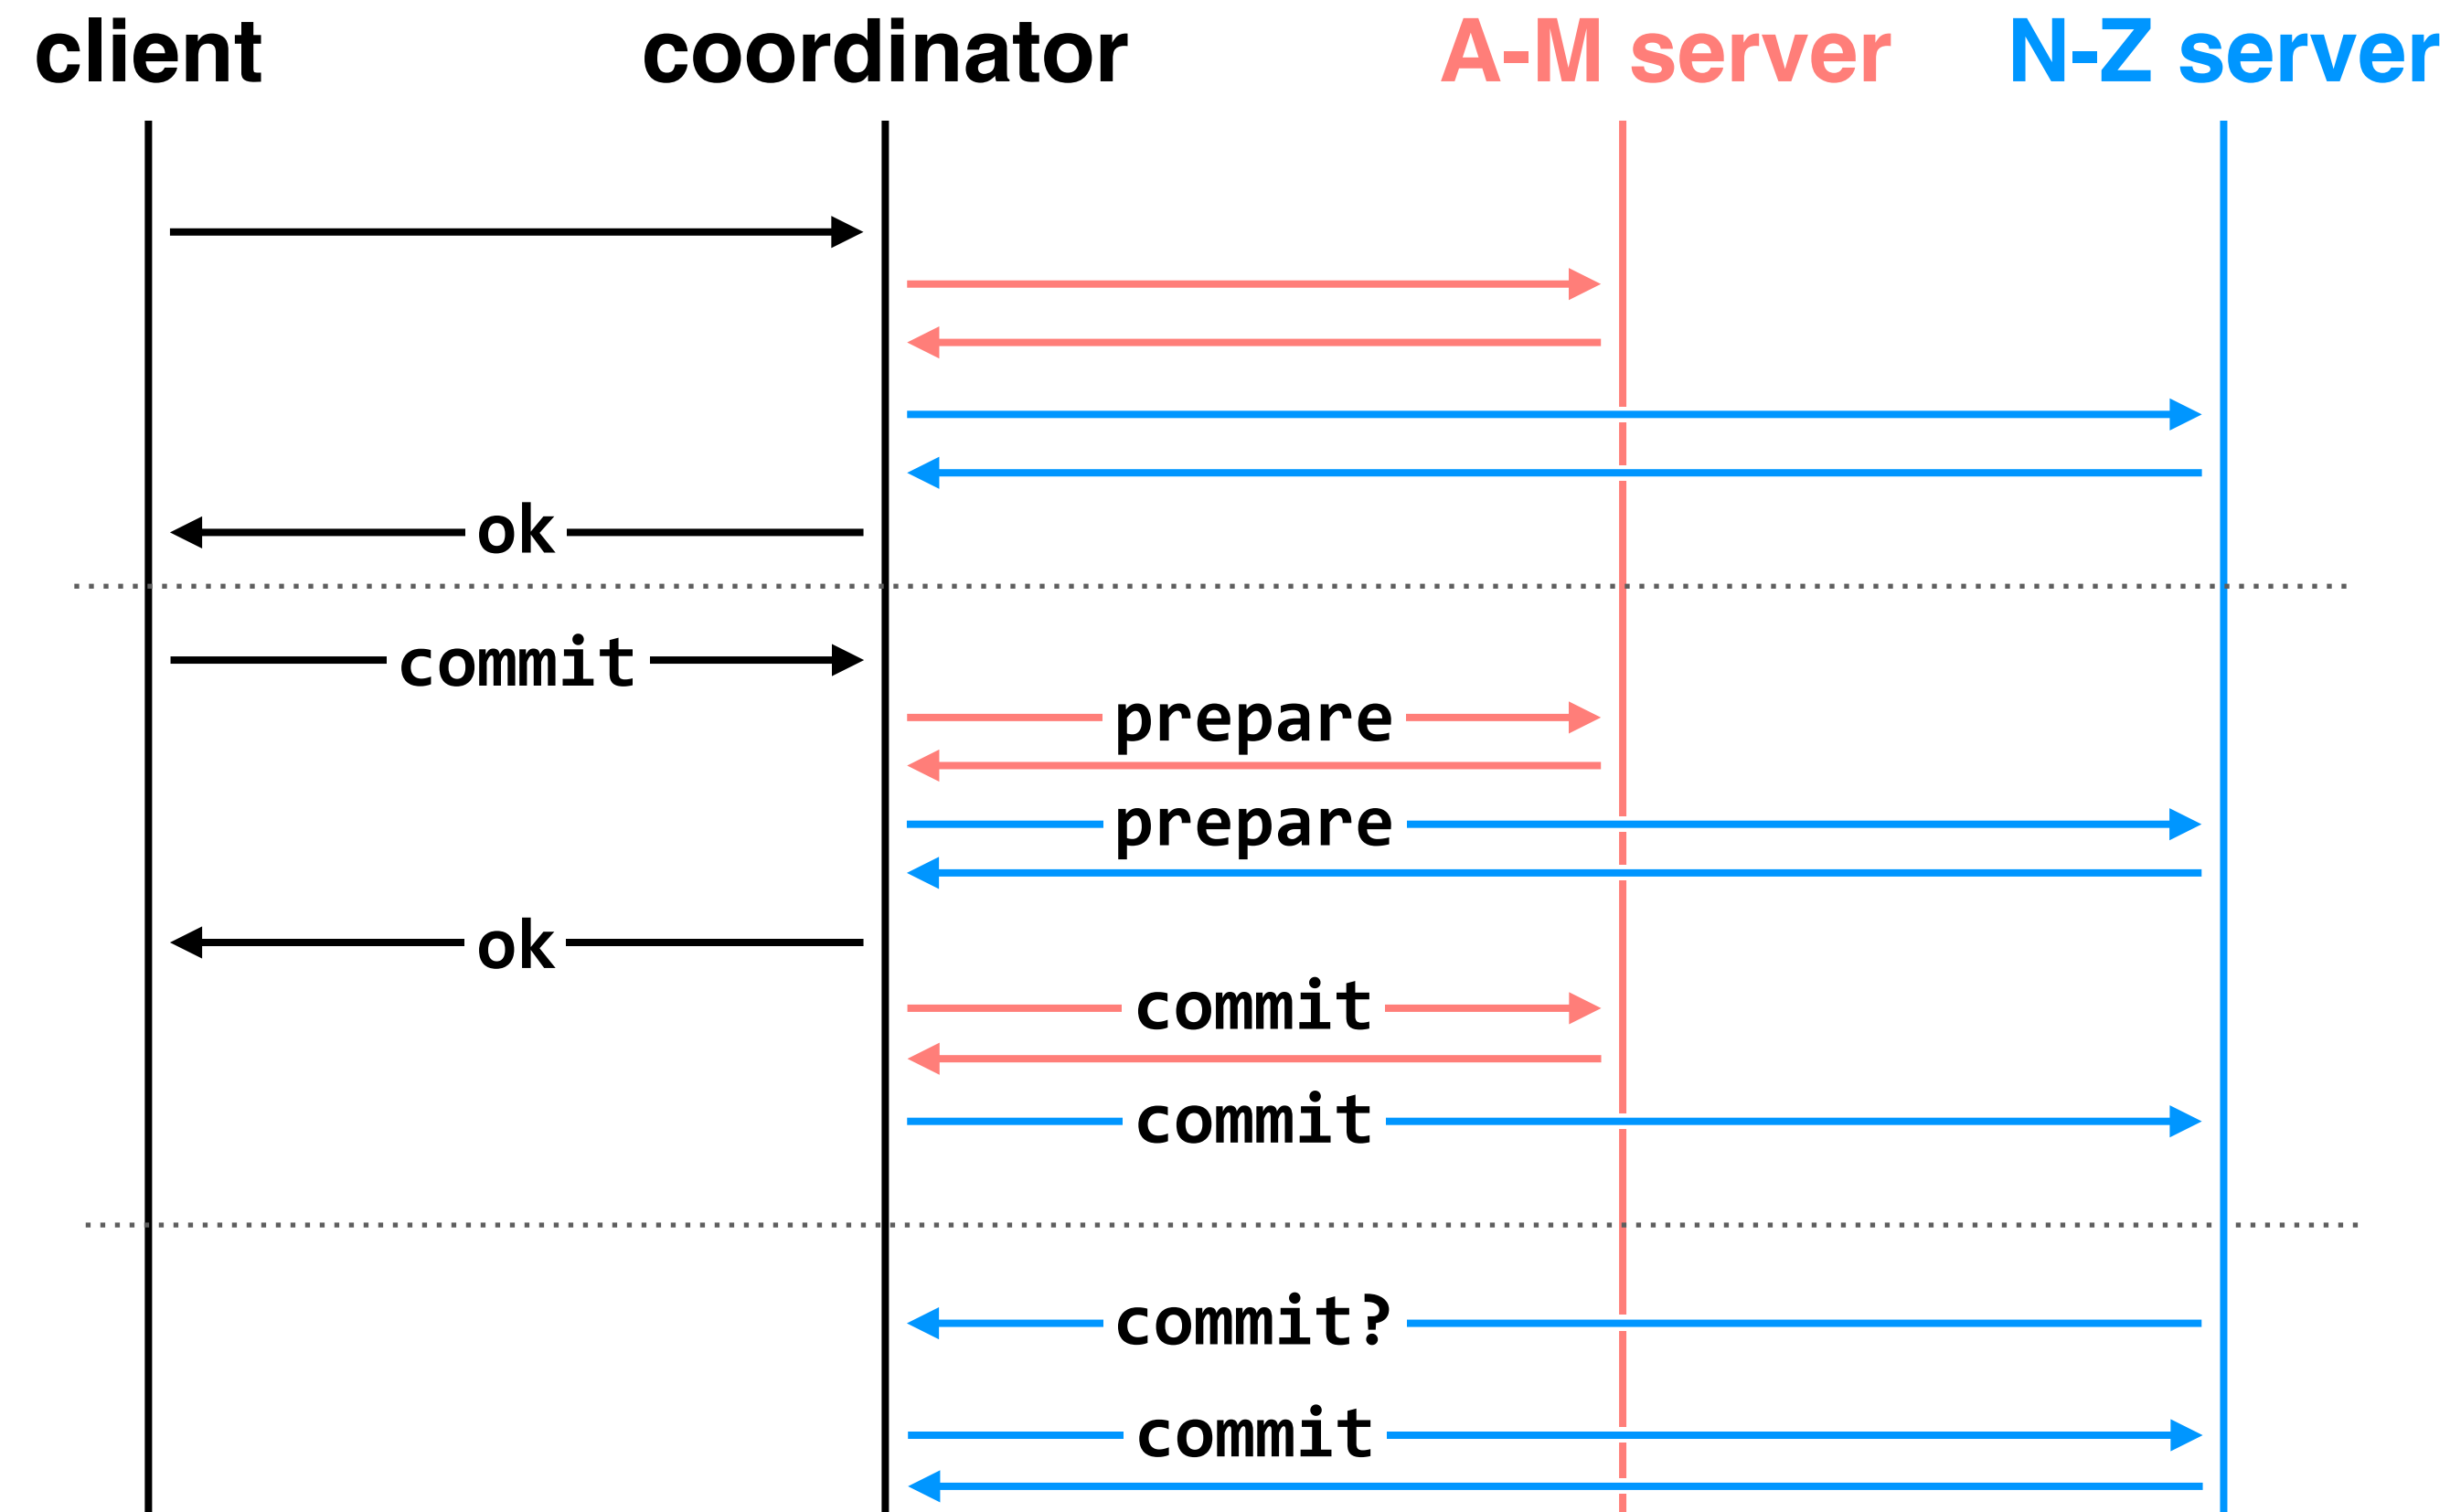 client coordinator A-M server N-Z server
ok
commit
prepare
prepare
ok
commit
commit
commit?
commit